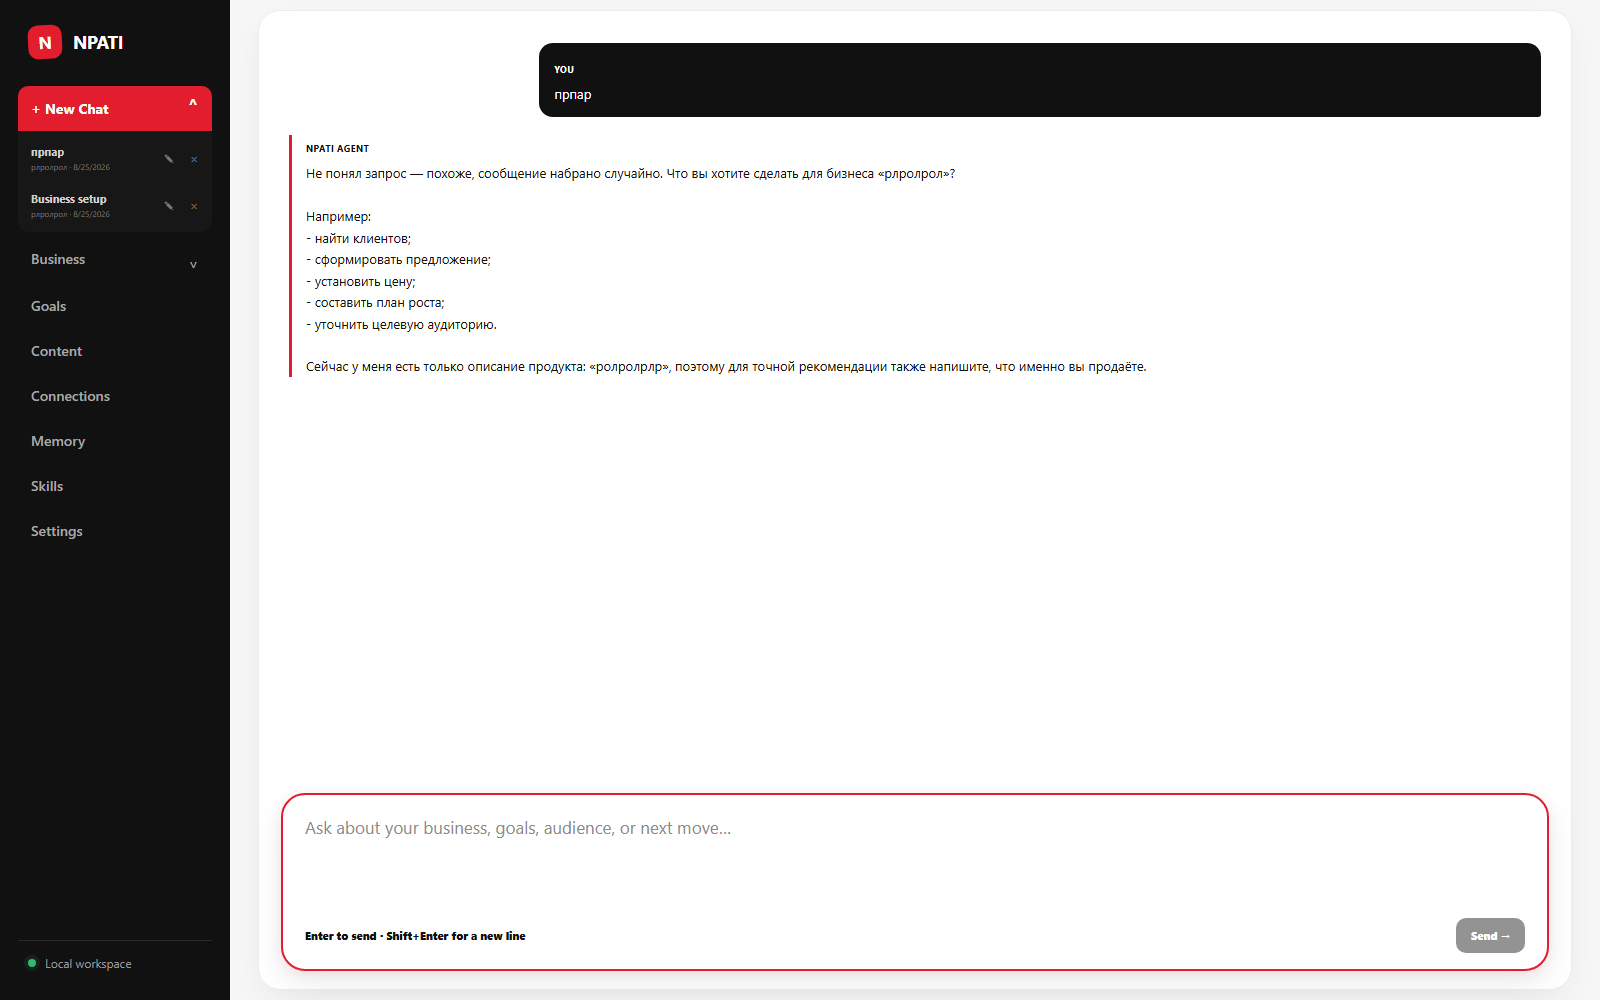 N NPATI
+ New Chat ^
прпар
рлролрол · 8/25/2026
Business setup
рлролрол · 8/25/2026
Business v
Goals
Content
Connections
Memory
Skills
Settings
Local workspace
YOU
прпар
NPATI AGENT
Не понял запрос — похоже, сообщение набрано случайно. Что вы хотите сделать для бизнеса «рлролрол»?
Например:
- найти клиентов;
- сформировать предложение;
- установить цену;
- составить план роста;
- уточнить целевую аудиторию.
Сейчас у меня есть только описание продукта: «ролролрлр», поэтому для точной рекомендации также напишите, что именно вы продаёте.
Ask about your business, goals, audience, or next move...
Enter to send · Shift+Enter for a new line
Send →